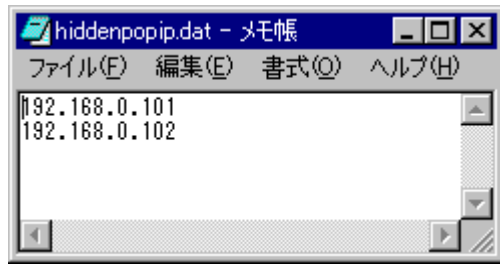 hiddenpopip.dat - メモ帳
ファイル(F) 編集(E) 書式(O) ヘルプ(H)
192.168.0.101
192.168.0.102